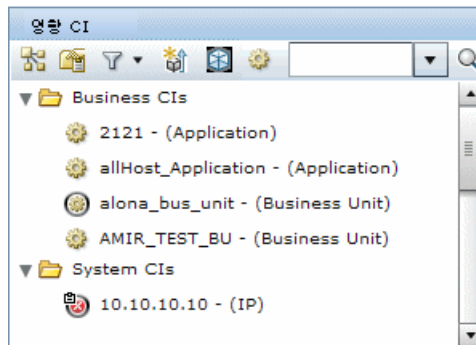 영향 CI
Business CIs
2121 - (Application)
allHost_Application - (Application)
alona_bus_unit - (Business Unit)
AMIR_TEST_BU - (Business Unit)
System CIs
10.10.10.10 - (IP)